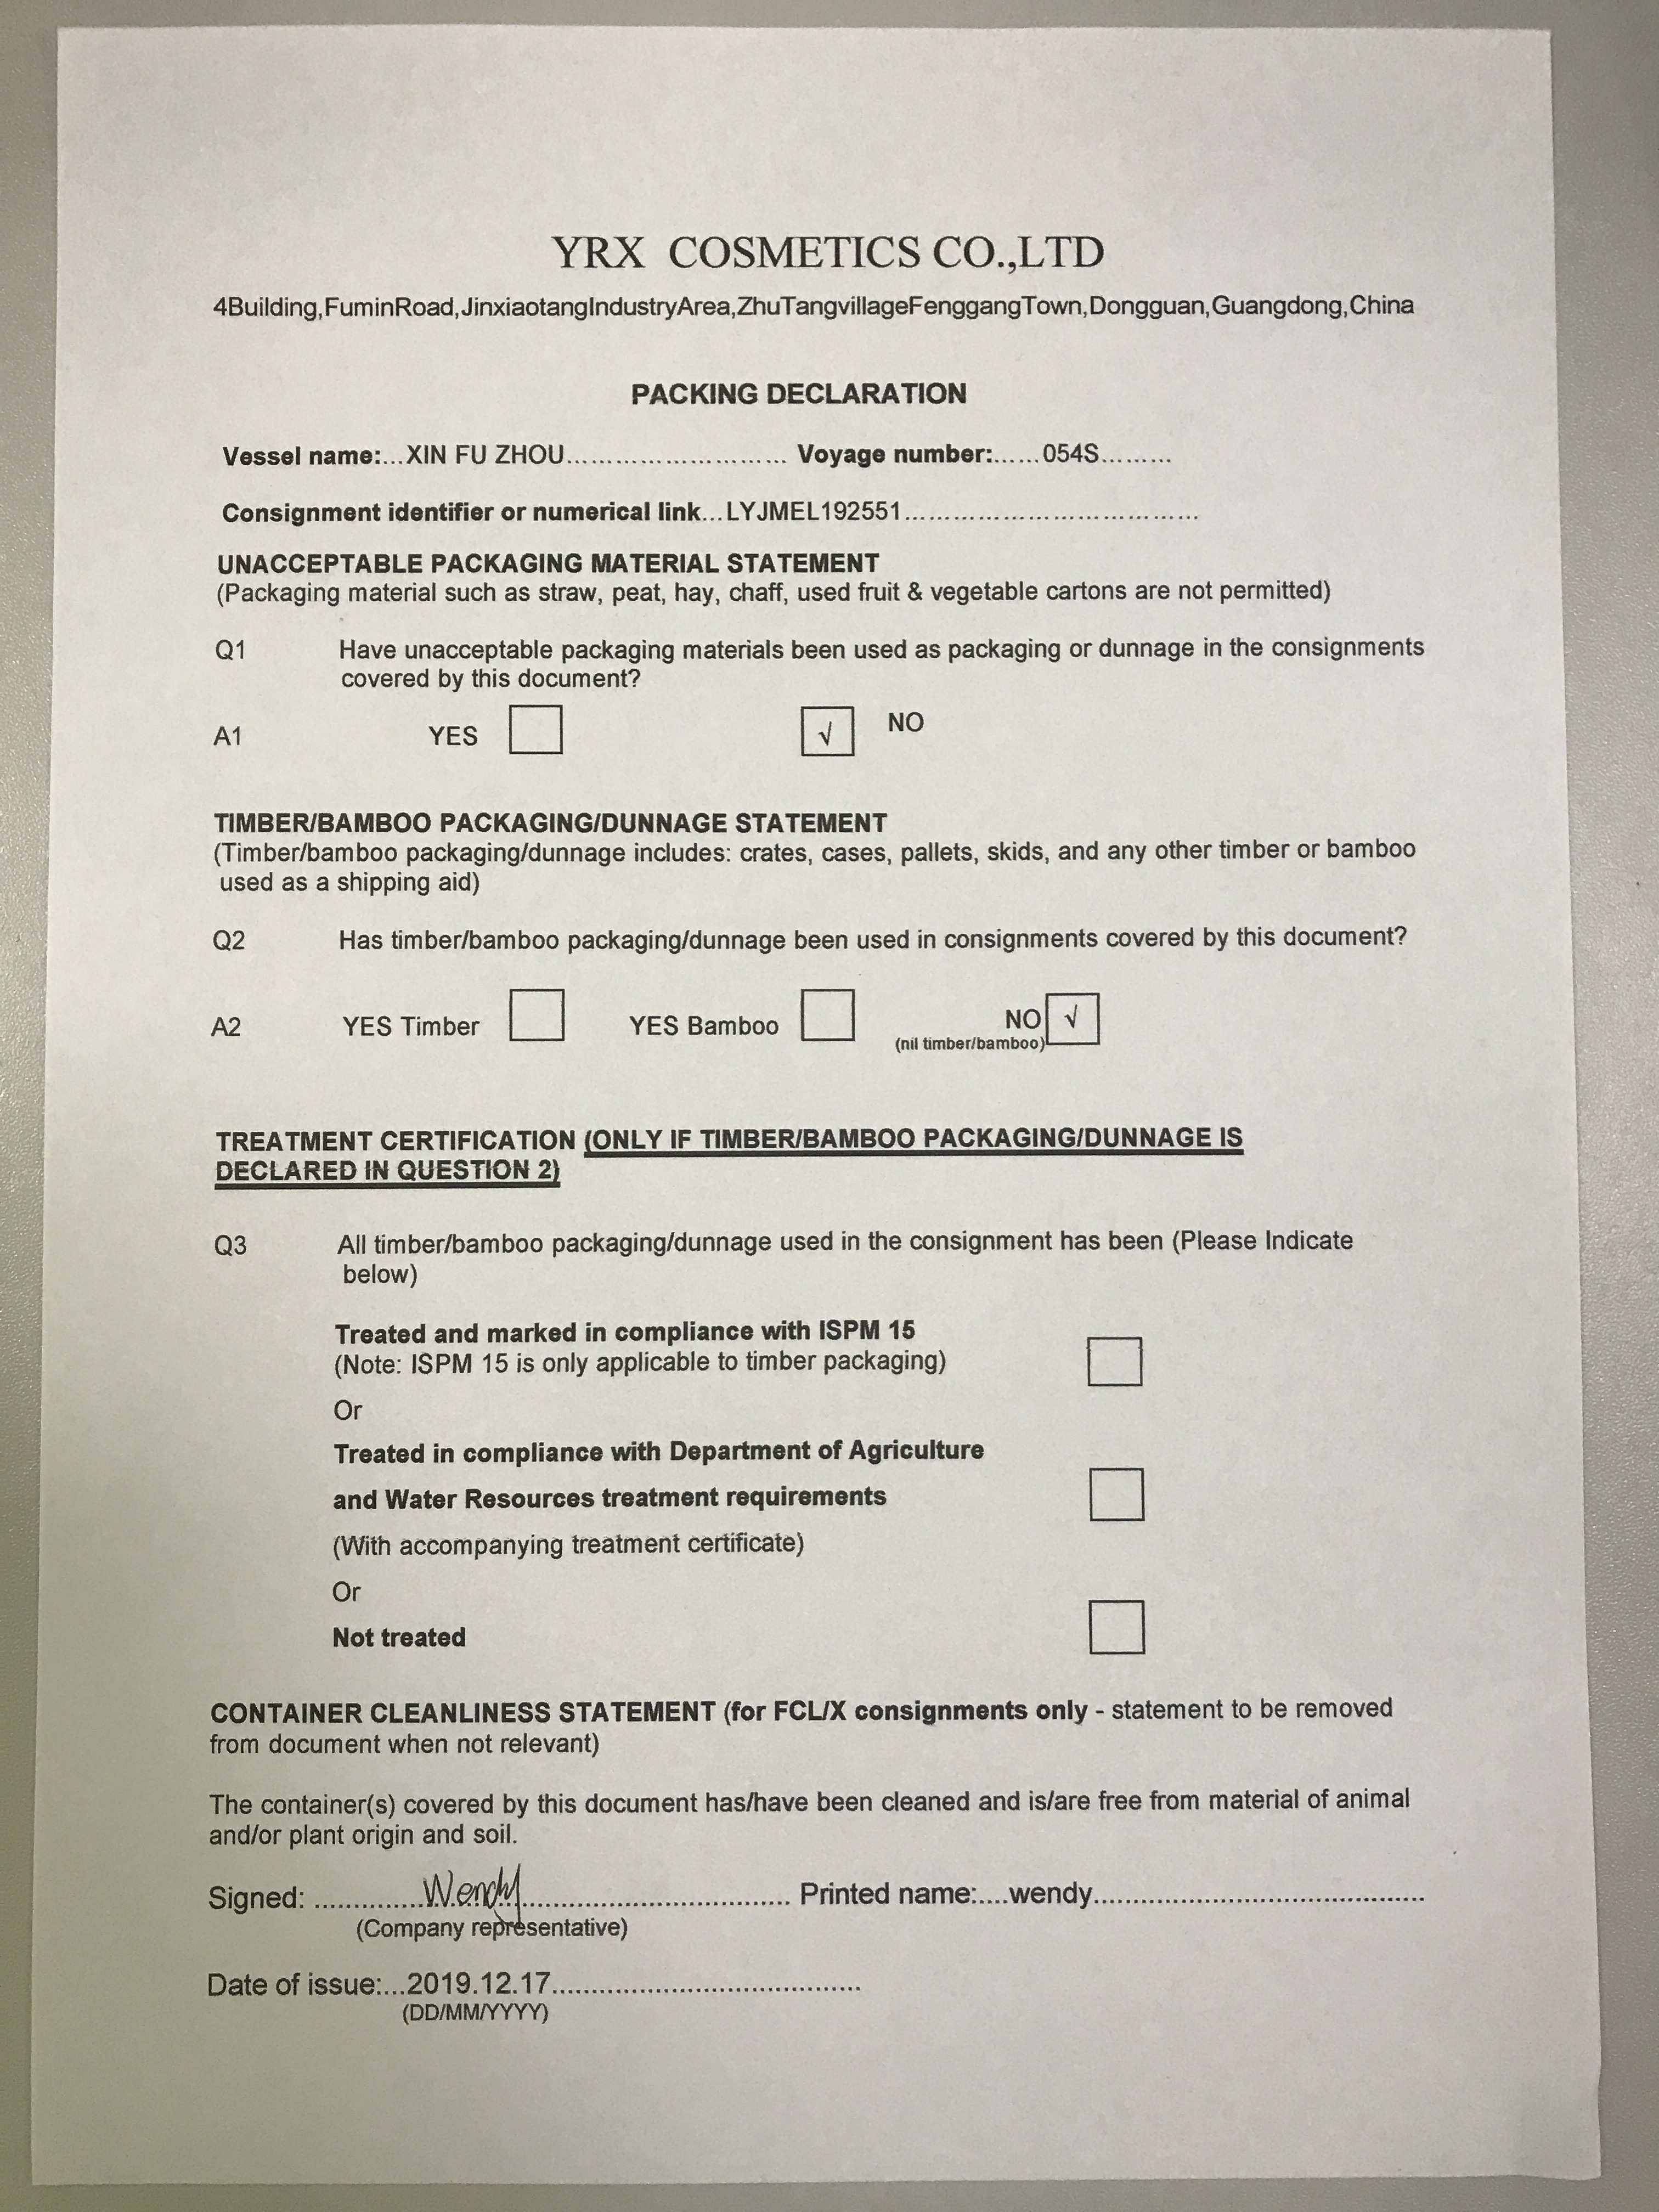 YRX COSMETICS CO.,LTD
4Building,FuminRoad,JinxiaotangIndustryArea,ZhuTangvillageFenggangTown,Dongguan,Guangdong,China
PACKING DECLARATION
Vessel name:...XIN FU ZHOU.......................... Voyage number:......054S.........
Consignment identifier or numerical link...LYJMEL192551....................................
UNACCEPTABLE PACKAGING MATERIAL STATEMENT
(Packaging material such as straw, peat, hay, chaff, used fruit & vegetable cartons are not permitted)
Q1 Have unacceptable packaging materials been used as packaging or dunnage in the consignments
covered by this document?
A1 YES √ NO
TIMBER/BAMBOO PACKAGING/DUNNAGE STATEMENT
(Timber/bamboo packaging/dunnage includes: crates, cases, pallets, skids, and any other timber or bamboo
used as a shipping aid)
Q2 Has timber/bamboo packaging/dunnage been used in consignments covered by this document?
A2 YES Timber YES Bamboo NO √
(nil timber/bamboo)
TREATMENT CERTIFICATION (ONLY IF TIMBER/BAMBOO PACKAGING/DUNNAGE IS
DECLARED IN QUESTION 2)
Q3 All timber/bamboo packaging/dunnage used in the consignment has been (Please Indicate
below)
Treated and marked in compliance with ISPM 15
(Note: ISPM 15 is only applicable to timber packaging)
Or
Treated in compliance with Department of Agriculture
and Water Resources treatment requirements
(With accompanying treatment certificate)
Or
Not treated
CONTAINER CLEANLINESS STATEMENT (for FCL/X consignments only - statement to be removed
from document when not relevant)
The container(s) covered by this document has/have been cleaned and is/are free from material of animal
and/or plant origin and soil.
Signed: .............Wendy................................ Printed name:....wendy........................................
(Company representative)
Date of issue:...2019.12.17......................................
(DD/MM/YYYY)